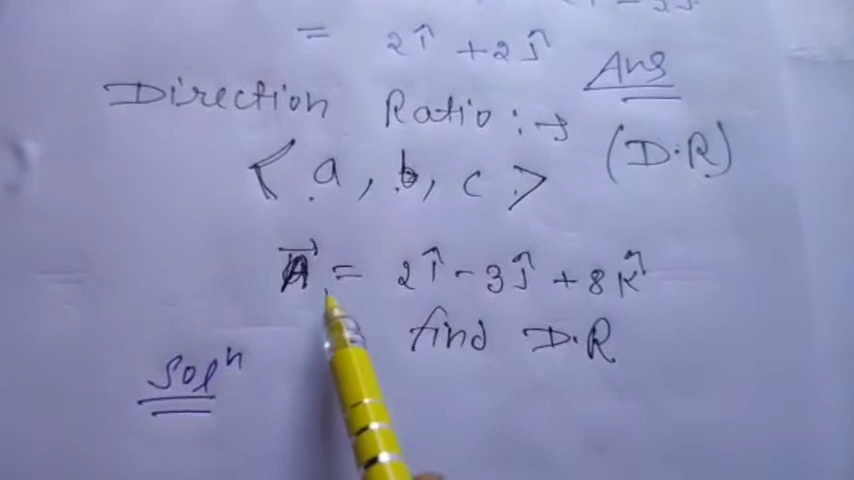 = 2î + 2ĵ
Ans
Direction Ratio :→ (D.R)
< a, b, c >
A⃗ = 2î - 3ĵ + 8k̂
find D.R
Solⁿ